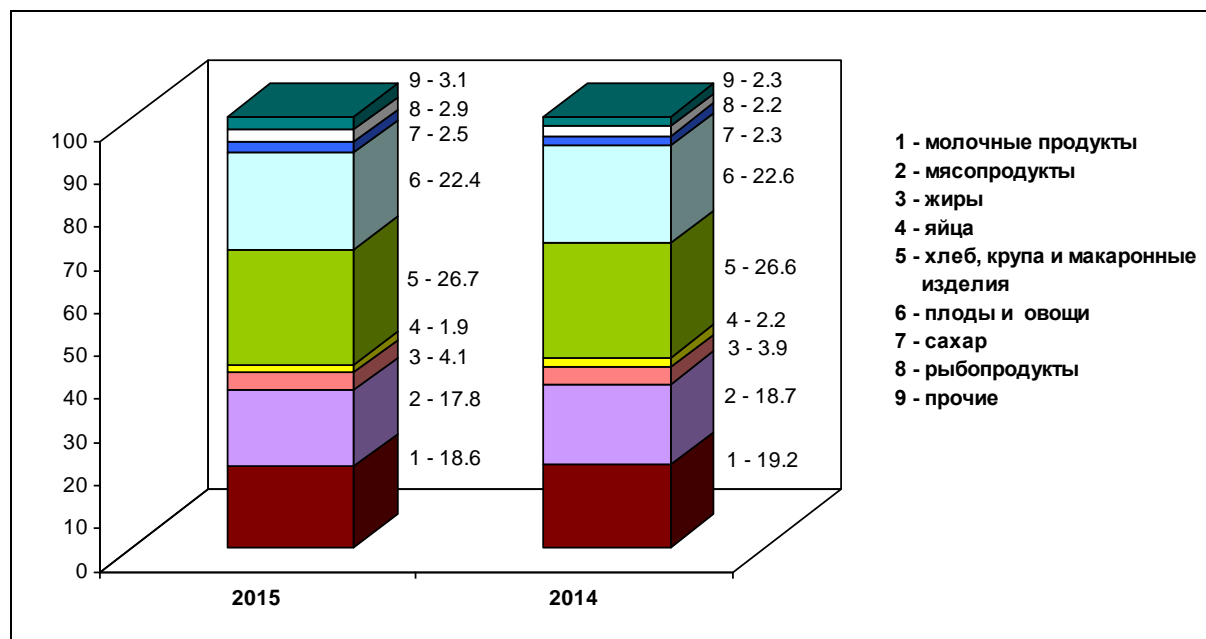 9 - 3.1
8 - 2.9
7 - 2.5
6 - 22.4
5 - 26.7
4 - 1.9
3 - 4.1
2 - 17.8
1 - 18.6
9 - 2.3
8 - 2.2
7 - 2.3
6 - 22.6
5 - 26.6
4 - 2.2
3 - 3.9
2 - 18.7
1 - 19.2
100
90
80
70
60
50
40
30
20
10
0
2015
2014
1 - молочные продукты
2 - мясопродукты
3 - жиры
4 - яйца
5 - хлеб, крупа и макаронные
изделия
6 - плоды и овощи
7 - сахар
8 - рыбопродукты
9 - прочие